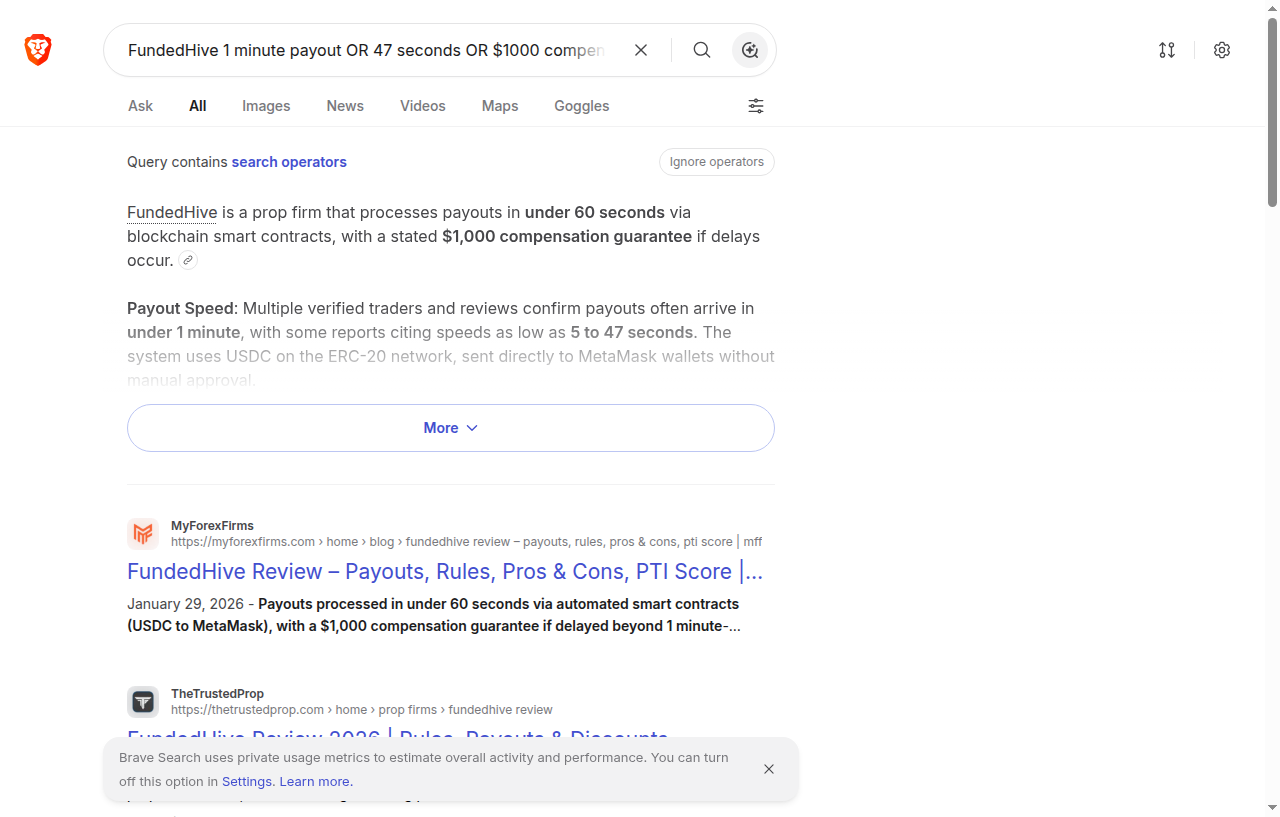 FundedHive 1 minute payout OR 47 seconds OR $1000 compen
Ask All Images News Videos Maps Goggles
Query contains search operators
Ignore operators
FundedHive is a prop firm that processes payouts in under 60 seconds via
blockchain smart contracts, with a stated $1,000 compensation guarantee if delays
occur.
Payout Speed: Multiple verified traders and reviews confirm payouts often arrive in
under 1 minute, with some reports citing speeds as low as 5 to 47 seconds. The
system uses USDC on the ERC-20 network, sent directly to MetaMask wallets without
manual approval.
More
MyForexFirms
https://myforexfirms.com › home › blog › fundedhive review – payouts, rules, pros & cons, pti score | mff
FundedHive Review – Payouts, Rules, Pros & Cons, PTI Score |...
January 29, 2026 - Payouts processed in under 60 seconds via automated smart contracts
(USDC to MetaMask), with a $1,000 compensation guarantee if delayed beyond 1 minute-...
TheTrustedProp
https://thetrustedprop.com › home › prop firms › fundedhive review
FundedHive Review 2026 | Rules, Payouts & Discounts
Brave Search uses private usage metrics to estimate overall activity and performance. You can turn
off this option in Settings. Learn more.